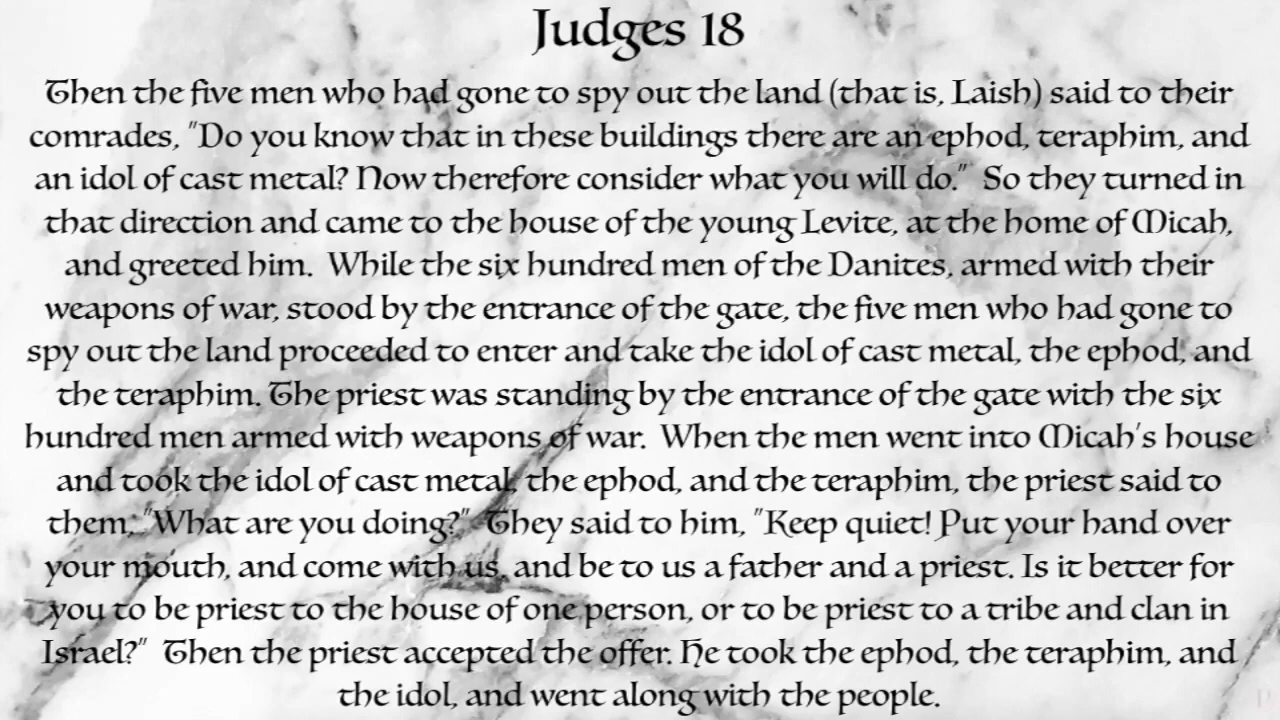 Judges 18
Then the five men who had gone to spy out the land (that is, Laish) said to their
comrades, "Do you know that in these buildings there are an ephod, teraphim, and
an idol of cast metal? Now therefore consider what you will do."  So they turned in
that direction and came to the house of the young Levite, at the home of Micah,
and greeted him.  While the six hundred men of the Danites, armed with their
weapons of war, stood by the entrance of the gate, the five men who had gone to
spy out the land proceeded to enter and take the idol of cast metal, the ephod, and
the teraphim. The priest was standing by the entrance of the gate with the six
hundred men armed with weapons of war.  When the men went into Micah's house
and took the idol of cast metal, the ephod, and the teraphim, the priest said to
them, "What are you doing?"  They said to him, "Keep quiet! Put your hand over
your mouth, and come with us, and be to us a father and a priest. Is it better for
you to be priest to the house of one person, or to be priest to a tribe and clan in
Israel?"  Then the priest accepted the offer. He took the ephod, the teraphim, and
the idol, and went along with the people.